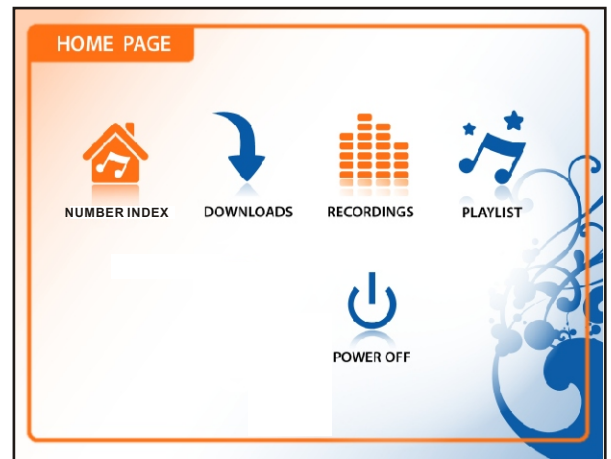 HOME PAGE
NUMBER INDEX
DOWNLOADS
RECORDINGS
PLAYLIST
POWER OFF